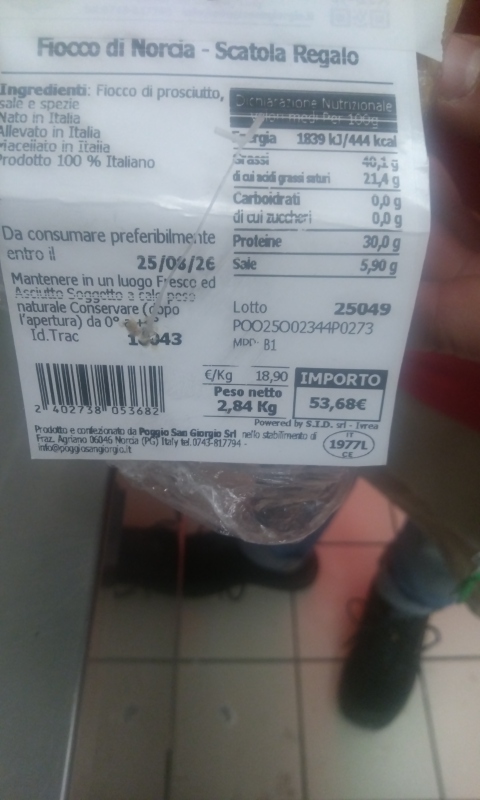 Fiocco di Norcia - Scatola Regalo
Ingredienti: Fiocco di prosciutto,
sale e spezie
Nato in Italia
Allevato in Italia
Macellato in Italia
Prodotto 100 % Italiano
Dichiarazione Nutrizionale
valori medi Per 100g
Energia 1839 kJ/444 kcal
Grassi 40,1 g
di cui acidi grassi saturi 21,4 g
Carboidrati 0,0 g
di cui zuccheri 0,0 g
Proteine 30,0 g
Sale 5,90 g
Da consumare preferibilmente
entro il
25/08/26
Mantenere in un luogo Fresco ed
Asciutto Soggetto a calo peso
naturale Conservare (dopo
l'apertura) da 0°
Id.Trac
Lotto 25049
POO25O02344P0273
MDP: B1
2 402738 053682
€/Kg 18,90
Peso netto
2,84 Kg
IMPORTO
53,68€
Powered by S.I.D. srl - Ivrea
Prodotto e confezionato da Poggio San Giorgio Srl nello stabilimento di
Fraz. Agriano 06046 Norcia (PG) Italy tel.0743-817794 -
info@poggiosangiorgio.it
IT
1977L
CE